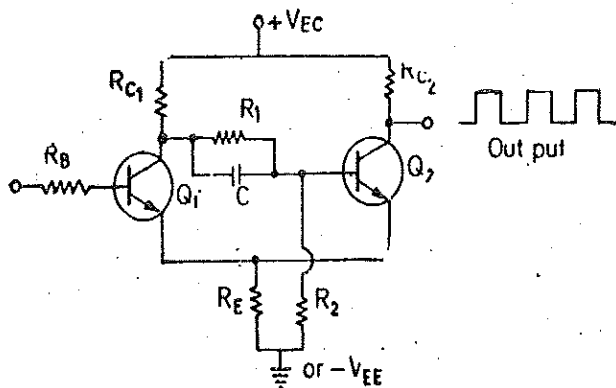 +VEC
RC1
RC2
R1
RB
Q1
C
Q2
Out put
RE
R2
or -VEE